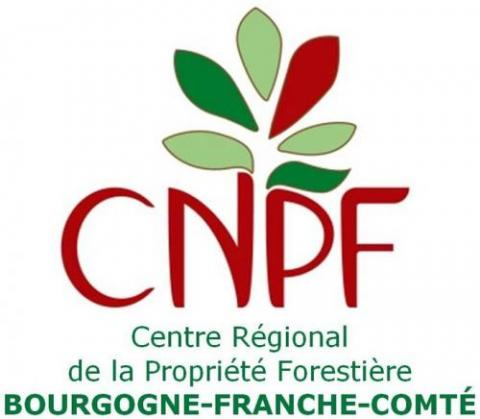 CNPF
Centre Régional
de la Propriété Forestière
BOURGOGNE-FRANCHE-COMTÉ